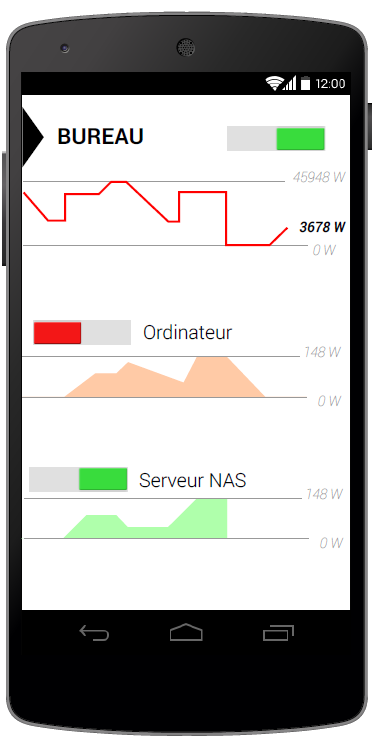 12:00
BUREAU
45948 W
3678 W
0 W
Ordinateur
148 W
0 W
Serveur NAS
148 W
0 W